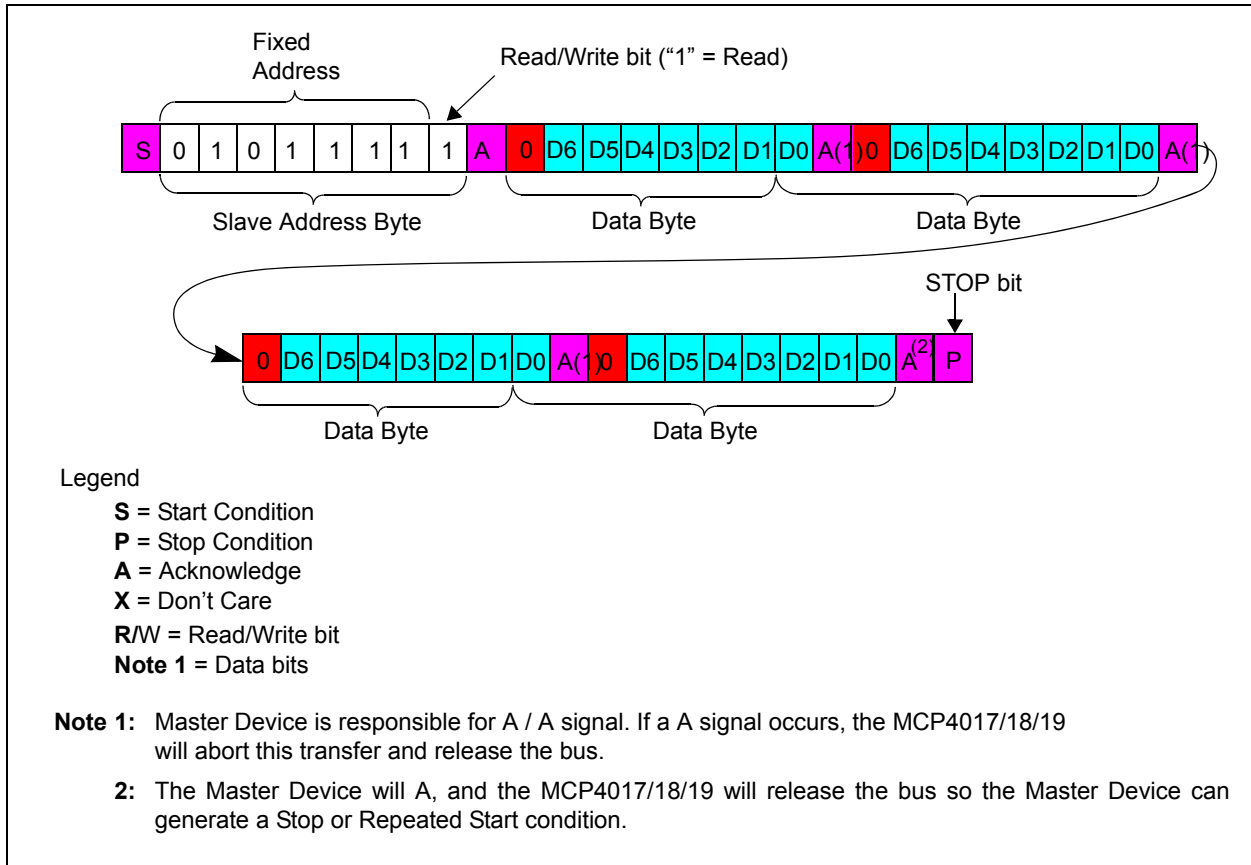 Fixed
Address
Read/Write bit ("1" = Read)
S 0 1 0 1 1 1 1 1 A 0 D6 D5 D4 D3 D2 D1 D0 A(1) 0 D6 D5 D4 D3 D2 D1 D0 A(1)
Slave Address Byte Data Byte Data Byte
STOP bit
0 D6 D5 D4 D3 D2 D1 D0 A(1) 0 D6 D5 D4 D3 D2 D1 D0 A(2) P
Data Byte Data Byte
Legend
S = Start Condition
P = Stop Condition
A = Acknowledge
X = Don't Care
R/W = Read/Write bit
Note 1 = Data bits
Note 1: Master Device is responsible for A / A signal. If a A signal occurs, the MCP4017/18/19
will abort this transfer and release the bus.
2: The Master Device will A, and the MCP4017/18/19 will release the bus so the Master Device can
generate a Stop or Repeated Start condition.